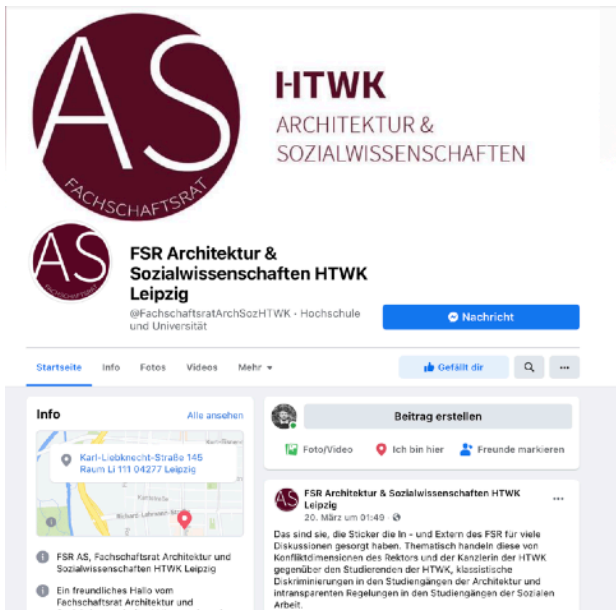 AS
FACHSCHAFTSRAT
HTWK
ARCHITEKTUR &
SOZIALWISSENSCHAFTEN
AS
FACHSCHAFTSRAT
FSR Architektur &
Sozialwissenschaften HTWK
Leipzig
@FachschaftsratArchSozHTWK · Hochschule
und Universität
Nachricht
Startseite Info Fotos Videos Mehr
Gefällt dir
Info
Alle ansehen
Karl-Liebknecht-Straße 145
Raum Li 111 04277 Leipzig
FSR AS, Fachschaftsrat Architektur und
Sozialwissenschaften HTWK Leipzig
Ein freundliches Hallo vom
Fachschaftsrat Architektur und
Beitrag erstellen
Foto/Video Ich bin hier Freunde markieren
AS
FSR Architektur & Sozialwissenschaften HTWK
Leipzig
20. März um 01:49 ·
Das sind sie, die Sticker die In - und Extern des FSR für viele
Diskussionen gesorgt haben. Thematisch handeln diese von
Konfliktdimensionen des Rektors und der Kanzlerin der HTWK
gegenüber den Studierenden der HTWK, klassistische
Diskriminierungen in den Studiengängen der Architektur und
intransparenten Regelungen in den Studiengängen der Sozialen
Arbeit.